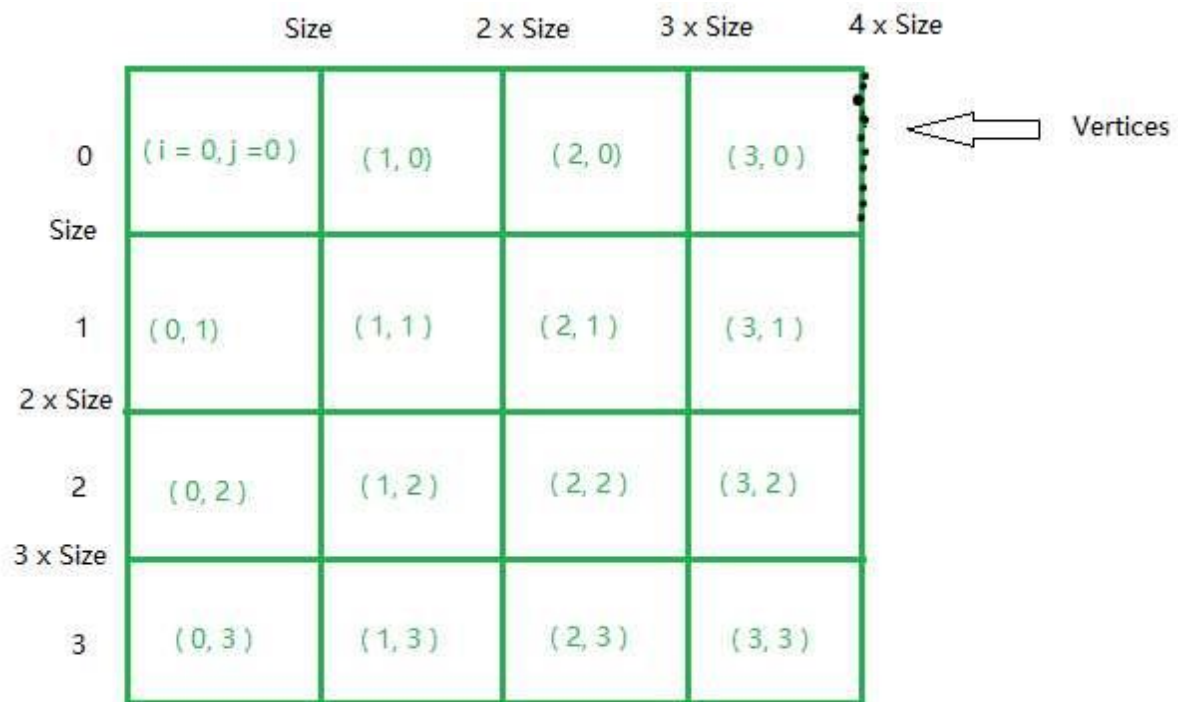 Size 2 x Size 3 x Size 4 x Size
Vertices
0 ( i = 0, j =0 ) ( 1, 0) ( 2, 0) ( 3, 0 )
Size
1 ( 0, 1) ( 1, 1 ) ( 2, 1 ) ( 3, 1 )
2 x Size
2 ( 0, 2 ) ( 1, 2 ) ( 2, 2 ) ( 3, 2 )
3 x Size
3 ( 0, 3 ) ( 1, 3 ) ( 2, 3 ) ( 3, 3 )